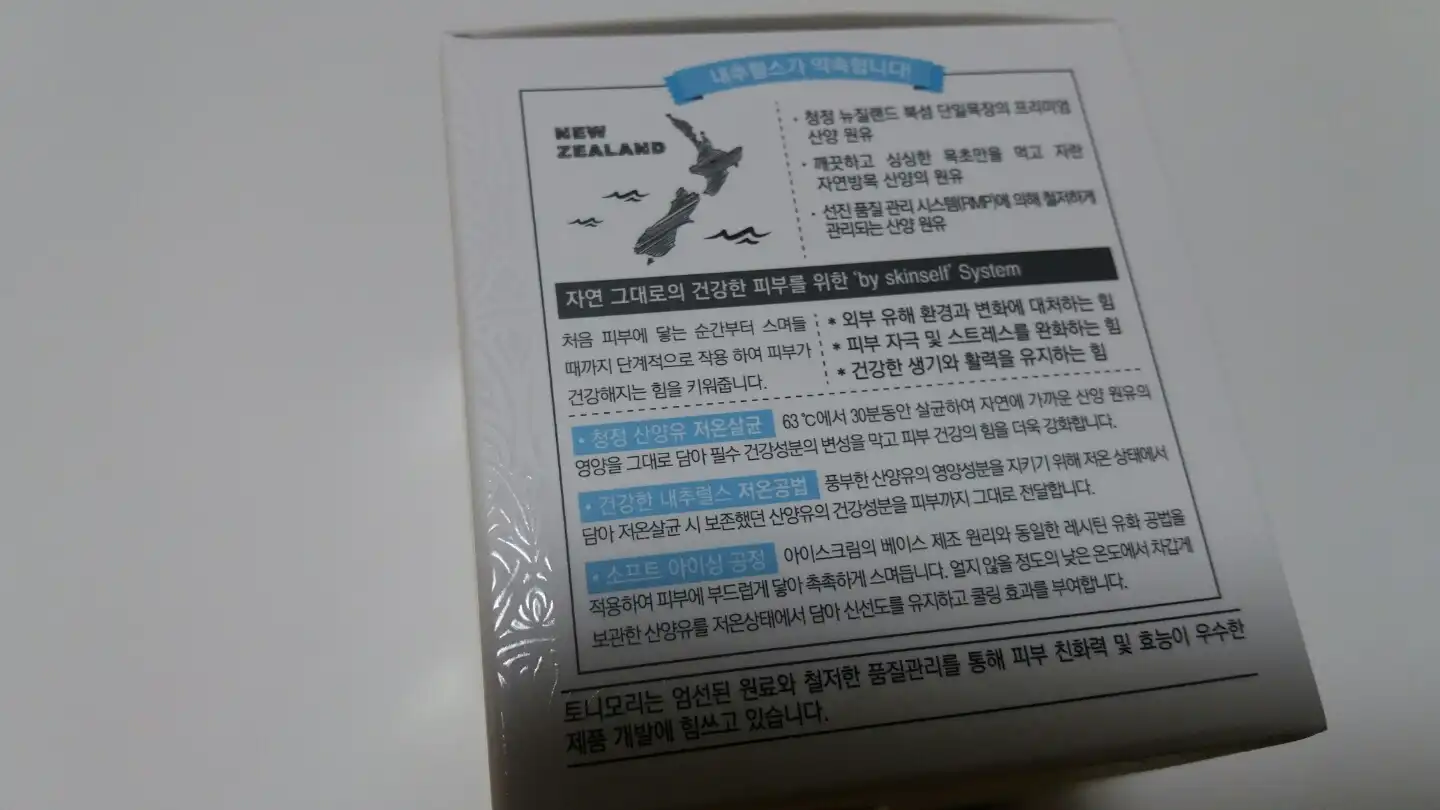 내추럴스가 약속합니다!
NEW
ZEALAND
• 청정 뉴질랜드 북섬 단일목장의 프리미엄
산양 원유
• 깨끗하고 싱싱한 목초만을 먹고 자란
자연방목 산양의 원유
• 선진 품질 관리 시스템(RMP)에 의해 철저하게
관리되는 산양 원유
자연 그대로의 건강한 피부를 위한 ‘by skinself’ System
처음 피부에 닿는 순간부터 스며들
때까지 단계적으로 작용 하여 피부가
건강해지는 힘을 키워줍니다.
* 외부 유해 환경과 변화에 대처하는 힘
* 피부 자극 및 스트레스를 완화하는 힘
* 건강한 생기와 활력을 유지하는 힘
• 청정 산양유 저온살균 63℃에서 30분동안 살균하여 자연에 가까운 산양 원유의
영양을 그대로 담아 필수 건강성분의 변성을 막고 피부 건강의 힘을 더욱 강화합니다.
• 건강한 내추럴스 저온공법 풍부한 산양유의 영양성분을 지키기 위해 저온 상태에서
담아 저온살균 시 보존했던 산양유의 건강성분을 피부까지 그대로 전달합니다.
• 소프트 아이싱 공정 아이스크림의 베이스 제조 원리와 동일한 레시틴 유화 공법을
적용하여 피부에 부드럽게 닿아 촉촉하게 스며듭니다. 얼지 않을 정도의 낮은 온도에서 차갑게
보관한 산양유를 저온상태에서 담아 신선도를 유지하고 쿨링 효과를 부여합니다.
토니모리는 엄선된 원료와 철저한 품질관리를 통해 피부 친화력 및 효능이 우수한
제품 개발에 힘쓰고 있습니다.